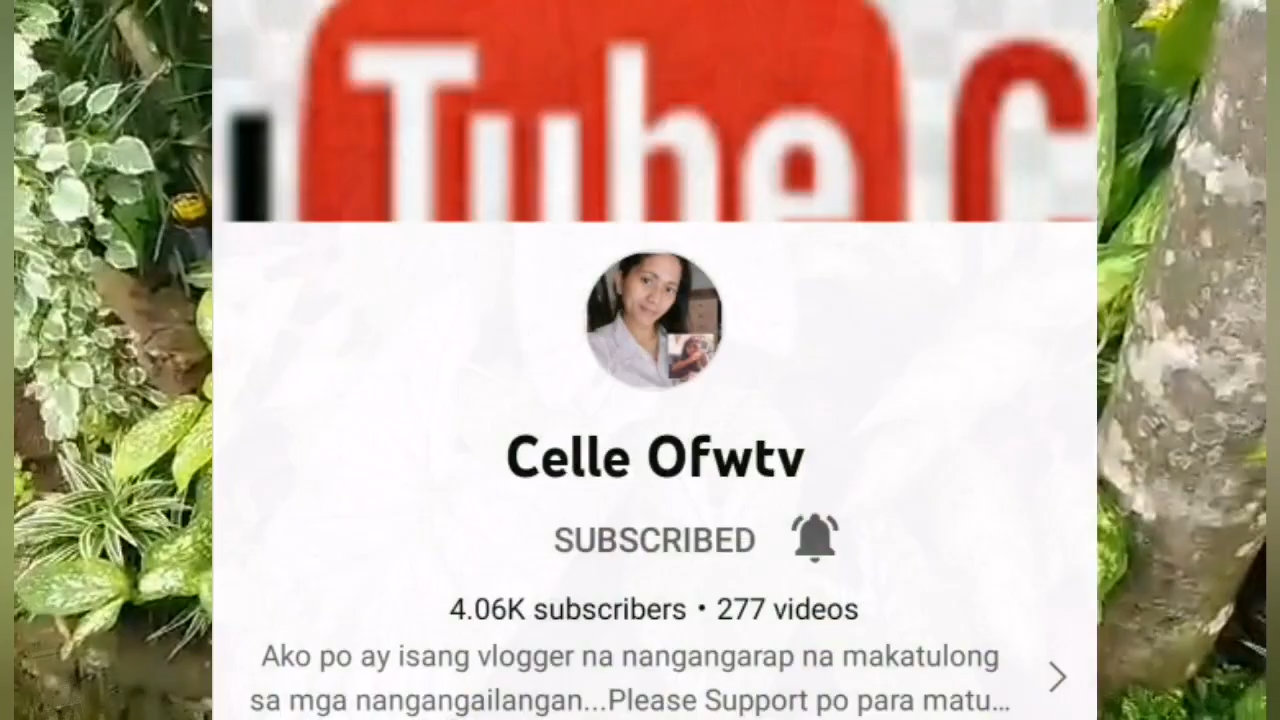 Tube C
Celle Ofwtv
SUBSCRIBED
4.06K subscribers • 277 videos
Ako po ay isang vlogger na nangangarap na makatulong
sa mga nangangailangan...Please Support po para matu...